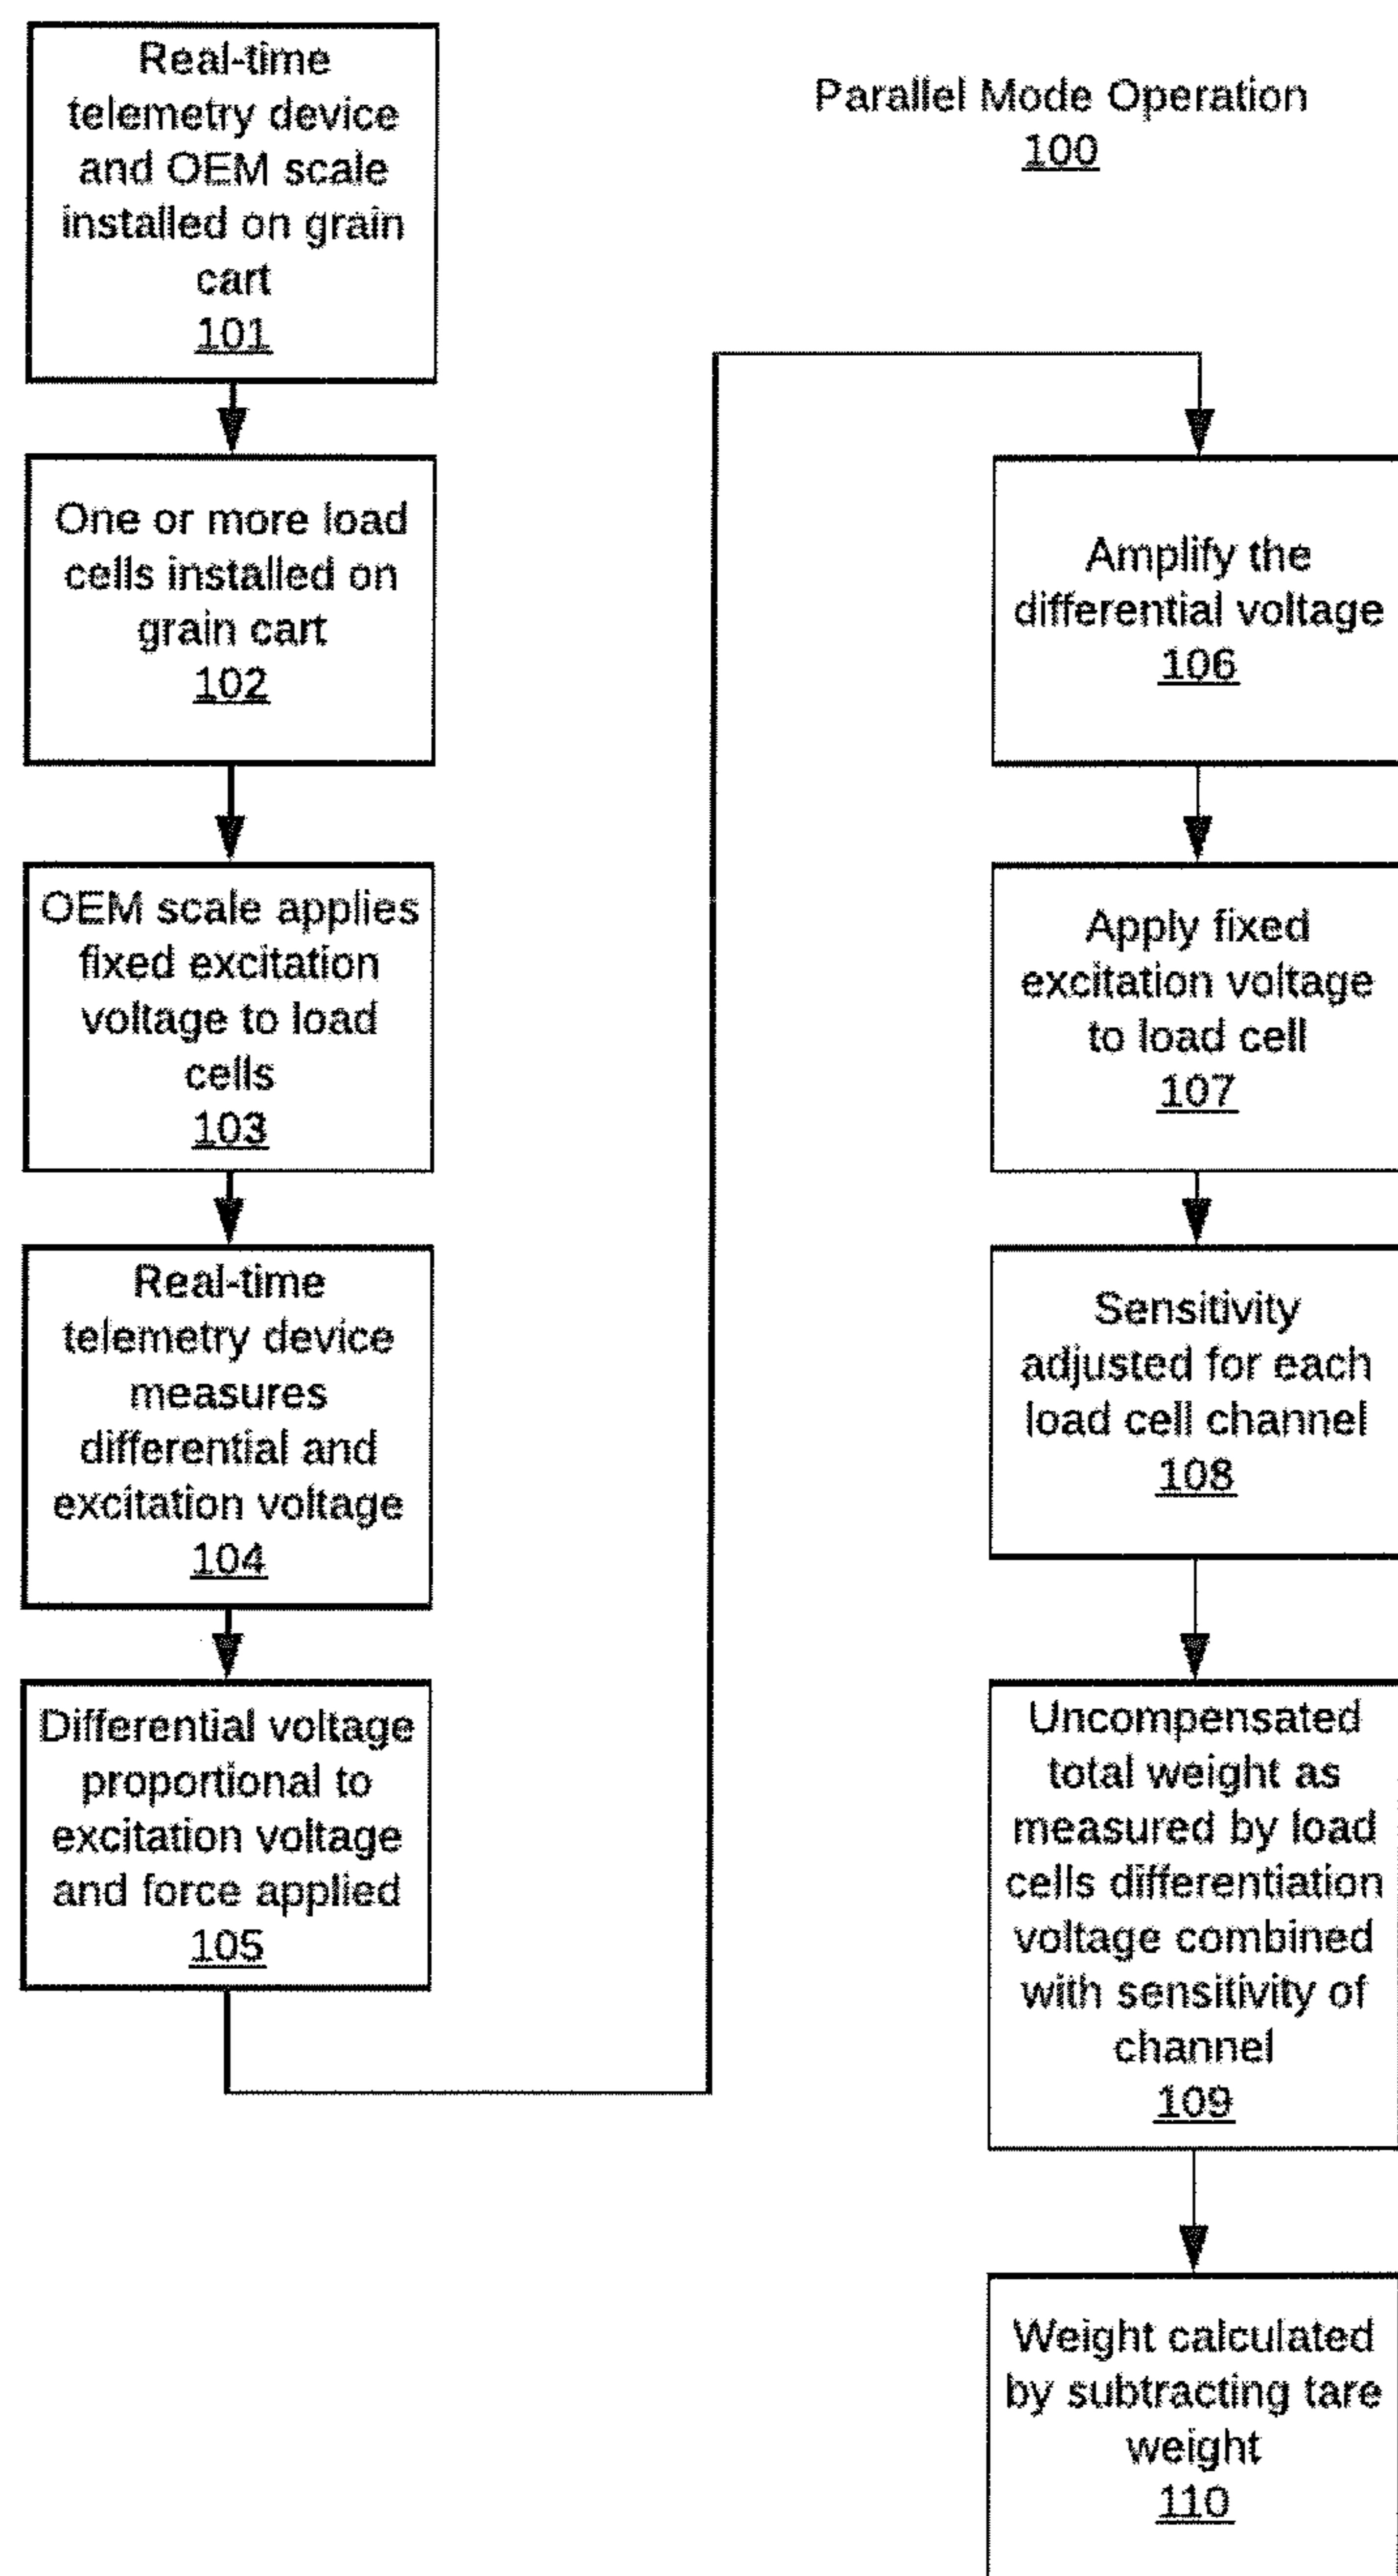 Real-time
telemetry device
and OEM scale
installed on grain
cart
101
One or more load
cells installed on
grain cart
102
OEM scale applies
fixed excitation
voltage to load
cells
103
Real-time
telemetry device
measures
differential and
excitation voltage
104
Differential voltage
proportional to
excitation voltage
and force applied
105
Parallel Mode Operation
100
Amplify the
differential voltage
106
Apply fixed
excitation voltage
to load cell
107
Sensitivity
adjusted for each
load cell channel
108
Uncompensated
total weight as
measured by load
cells differentiation
voltage combined
with sensitivity of
channel
109
Weight calculated
by subtracting tare
weight
110